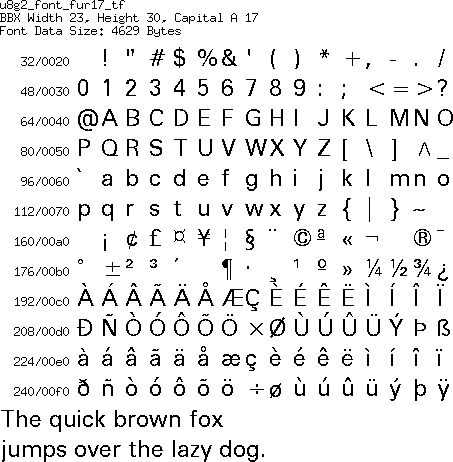 u8g2_font_fur17_tf
BBX Width 23, Height 30, Capital A 17
Font Data Size: 4629 Bytes
32/0020 ! " # $ % & ' ( ) * + , - . /
48/0030 0 1 2 3 4 5 6 7 8 9 : ; < = > ?
64/0040 @ A B C D E F G H I J K L M N O
80/0050 P Q R S T U V W X Y Z [ \ ] ^ _
96/0060 ` a b c d e f g h i j k l m n o
112/0070 p q r s t u v w x y z { | } ~
160/00a0 ¡ ¢ £ ¤ ¥ ¦ § ¨ © ª « ¬ ® ¯
176/00b0 ° ± ² ³ ´ ¶ · ¸ ¹ º » ¼ ½ ¾ ¿
192/00c0 À Á Â Ã Ä Å Æ Ç È É Ê Ë Ì Í Î Ï
208/00d0 Ð Ñ Ò Ó Ô Õ Ö × Ø Ù Ú Û Ü Ý Þ ß
224/00e0 à á â ã ä å æ ç è é ê ë ì í î ï
240/00f0 ð ñ ò ó ô õ ö ÷ ø ù ú û ü ý þ ÿ
The quick brown fox
jumps over the lazy dog.